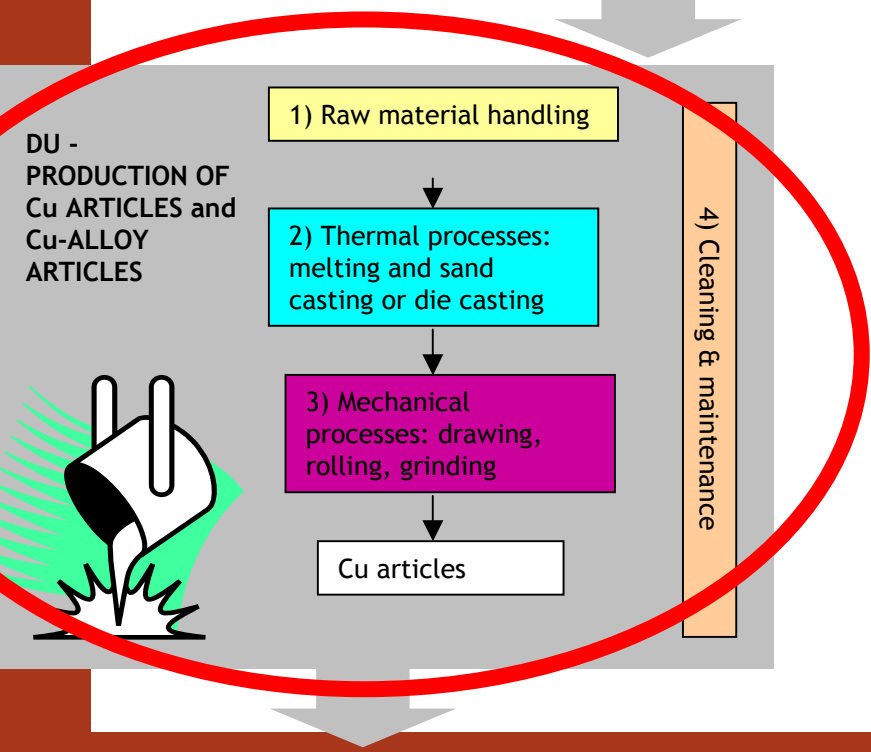 DU -
PRODUCTION OF
Cu ARTICLES and
Cu-ALLOY
ARTICLES
1) Raw material handling
2) Thermal processes:
melting and sand
casting or die casting
3) Mechanical
processes: drawing,
rolling, grinding
Cu articles
4) Cleaning & maintenance